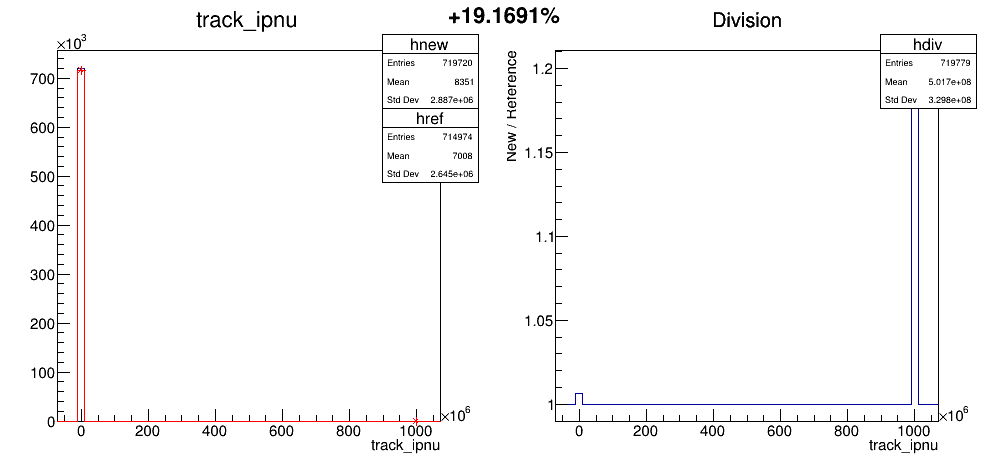 track_ipnu
+19.1691%
Division
×10³
hnew
Entries 719720
Mean 8351
Std Dev 2.887e+06
href
Entries 714974
Mean 7008
Std Dev 2.645e+06
700
600
500
400
300
200
100
0
0 200 400 600 800 1000 ×10⁶
track_ipnu
New / Reference
hdiv
Entries 719779
Mean 5.017e+08
Std Dev 3.298e+08
1.2
1.15
1.1
1.05
1
0 200 400 600 800 1000 ×10⁶
track_ipnu